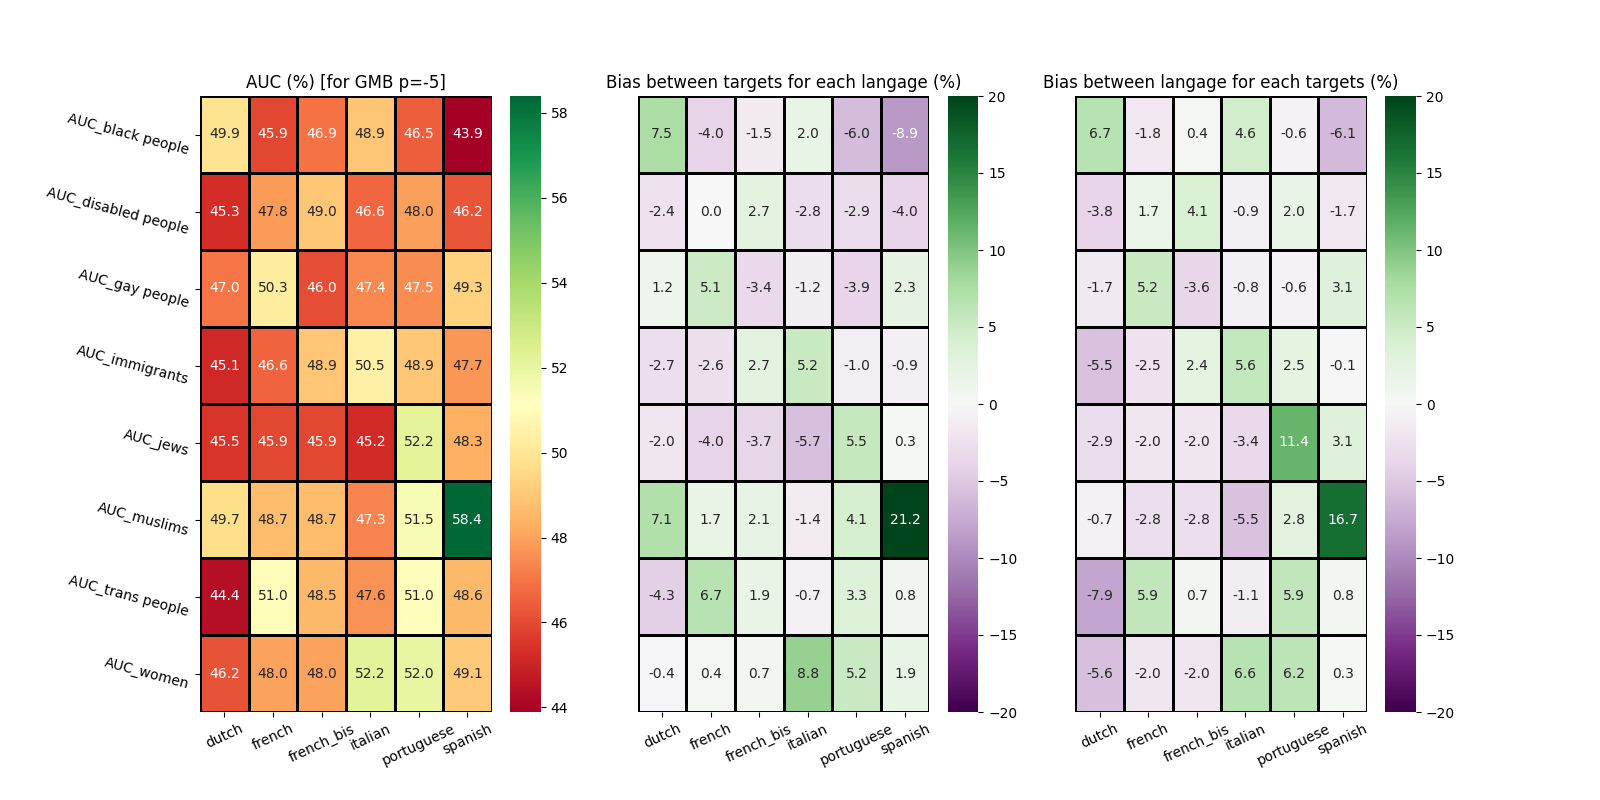 AUC (%) [for GMB p=-5]
Bias between targets for each langage (%)
Bias between langage for each targets (%)
AUC_black people 49.9 45.9 46.9 48.9 46.5 43.9
AUC_disabled people 45.3 47.8 49.0 46.6 48.0 46.2
AUC_gay people 47.0 50.3 46.0 47.4 47.5 49.3
AUC_immigrants 45.1 46.6 48.9 50.5 48.9 47.7
AUC_jews 45.5 45.9 45.9 45.2 52.2 48.3
AUC_muslims 49.7 48.7 48.7 47.3 51.5 58.4
AUC_trans people 44.4 51.0 48.5 47.6 51.0 48.6
AUC_women 46.2 48.0 48.0 52.2 52.0 49.1
dutch french french_bis italian portuguese spanish
58
56
54
52
50
48
46
44
7.5 -4.0 -1.5 2.0 -6.0 -8.9
-2.4 0.0 2.7 -2.8 -2.9 -4.0
1.2 5.1 -3.4 -1.2 -3.9 2.3
-2.7 -2.6 2.7 5.2 -1.0 -0.9
-2.0 -4.0 -3.7 -5.7 5.5 0.3
7.1 1.7 2.1 -1.4 4.1 21.2
-4.3 6.7 1.9 -0.7 3.3 0.8
-0.4 0.4 0.7 8.8 5.2 1.9
dutch french french_bis italian portuguese spanish
20
15
10
5
0
−5
−10
−15
−20
6.7 -1.8 0.4 4.6 -0.6 -6.1
-3.8 1.7 4.1 -0.9 2.0 -1.7
-1.7 5.2 -3.6 -0.8 -0.6 3.1
-5.5 -2.5 2.4 5.6 2.5 -0.1
-2.9 -2.0 -2.0 -3.4 11.4 3.1
-0.7 -2.8 -2.8 -5.5 2.8 16.7
-7.9 5.9 0.7 -1.1 5.9 0.8
-5.6 -2.0 -2.0 6.6 6.2 0.3
dutch french french_bis italian portuguese spanish
20
15
10
5
0
−5
−10
−15
−20